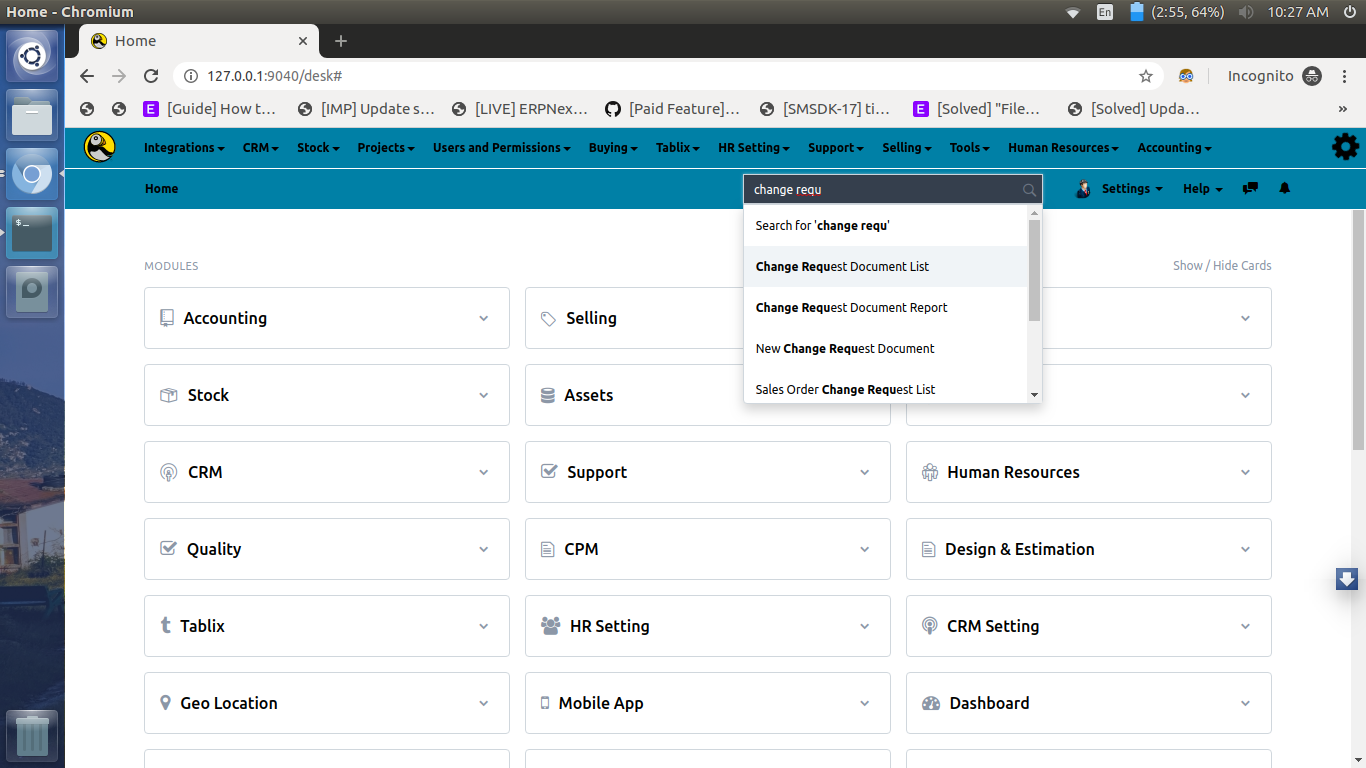 Home - Chromium
En
(2:55, 64%)
10:27 AM
Home
127.0.0.1:9040/desk#
Incognito
[Guide] How t…
[IMP] Update s…
[LIVE] ERPNex…
[Paid Feature]…
[SMSDK-17] ti…
[Solved] "File…
[Solved] Upda…
Integrations
CRM
Stock
Projects
Users and Permissions
Buying
Tablix
HR Setting
Support
Selling
Tools
Human Resources
Accounting
Home
change requ
Settings
Help
Search for 'change requ'
Change Request Document List
Change Request Document Report
New Change Request Document
Sales Order Change Request List
MODULES
Show / Hide Cards
Accounting
Selling
Stock
Assets
CRM
Support
Human Resources
Quality
CPM
Design & Estimation
Tablix
HR Setting
CRM Setting
Geo Location
Mobile App
Dashboard